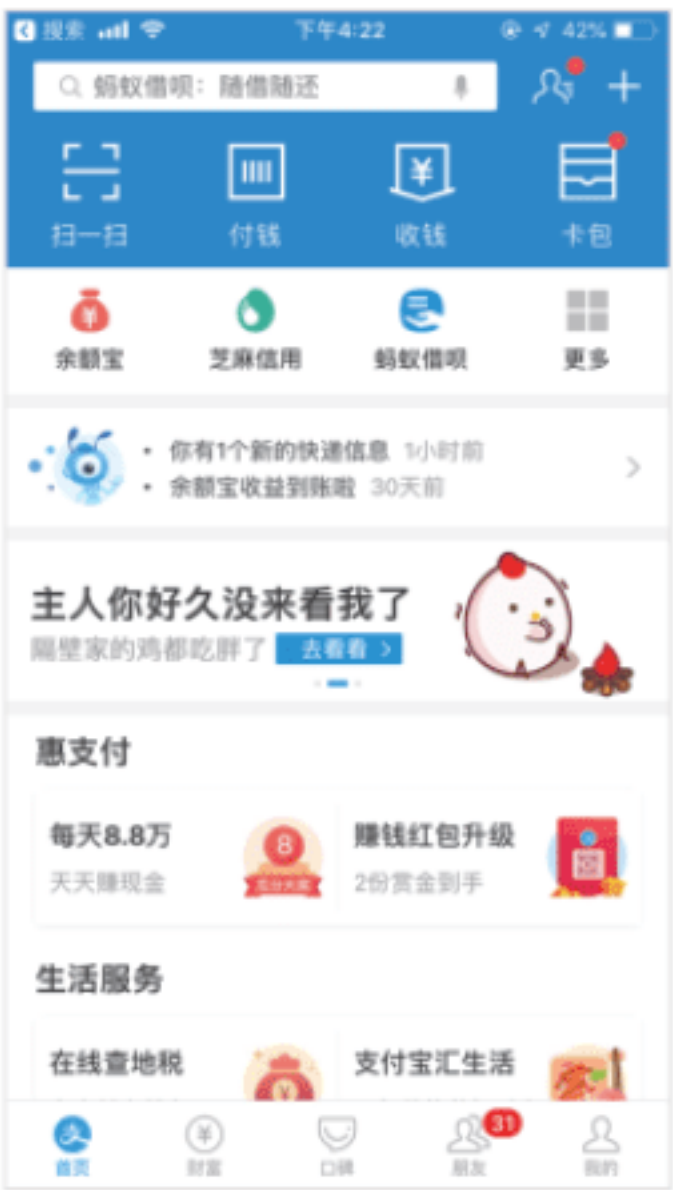 搜索 下午4:22 42%
蚂蚁借呗：随借随还
扫一扫 付钱 收钱 卡包
余额宝 芝麻信用 蚂蚁借呗 更多
• 你有1个新的快递信息 1小时前
• 余额宝收益到账啦 30天前
主人你好久没来看我了
隔壁家的鸡都吃胖了 去看看 >
惠支付
每天8.8万 赚钱红包升级
天天赚现金 2份赏金到手
8
生活服务
在线查地税 支付宝汇生活
31
首页 财富 口碑 朋友 我的